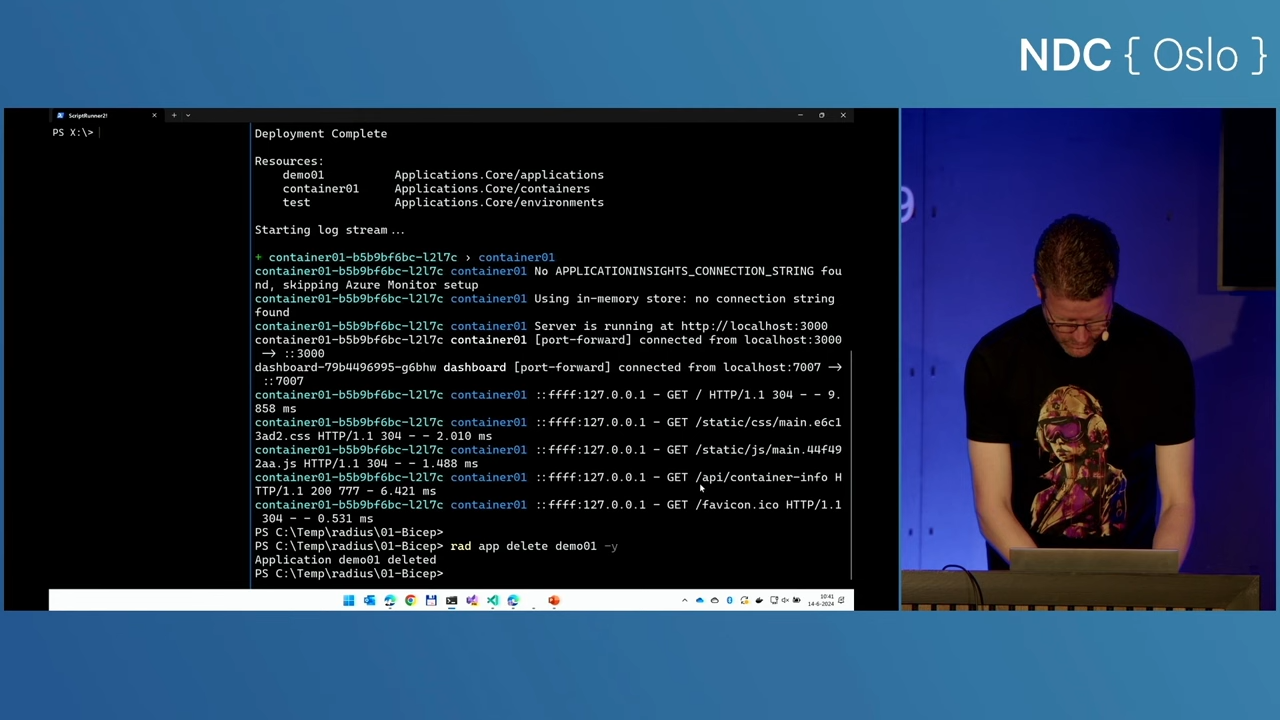 NDC { Oslo }
ScriptRunner2!
PS X:\>
Deployment Complete
Resources:
demo01 Applications.Core/applications
container01 Applications.Core/containers
test Applications.Core/environments
Starting log stream...
+ container01-b5b9bf6bc-l2l7c › container01
container01-b5b9bf6bc-l2l7c container01 No APPLICATIONINSIGHTS_CONNECTION_STRING fou
nd, skipping Azure Monitor setup
container01-b5b9bf6bc-l2l7c container01 Using in-memory store: no connection string
found
container01-b5b9bf6bc-l2l7c container01 Server is running at http://localhost:3000
container01-b5b9bf6bc-l2l7c container01 [port-forward] connected from localhost:3000
-> ::3000
dashboard-79b4496995-g6bhw dashboard [port-forward] connected from localhost:7007 ->
::7007
container01-b5b9bf6bc-l2l7c container01 ::ffff:127.0.0.1 - GET / HTTP/1.1 304 - - 9.
858 ms
container01-b5b9bf6bc-l2l7c container01 ::ffff:127.0.0.1 - GET /static/css/main.e6c1
3ad2.css HTTP/1.1 304 - - 2.010 ms
container01-b5b9bf6bc-l2l7c container01 ::ffff:127.0.0.1 - GET /static/js/main.44f49
2aa.js HTTP/1.1 304 - - 1.488 ms
container01-b5b9bf6bc-l2l7c container01 ::ffff:127.0.0.1 - GET /api/container-info H
TTP/1.1 200 777 - 6.421 ms
container01-b5b9bf6bc-l2l7c container01 ::ffff:127.0.0.1 - GET /favicon.ico HTTP/1.1
304 - - 0.531 ms
PS C:\Temp\radius\01-Bicep>
PS C:\Temp\radius\01-Bicep> rad app delete demo01 -y
Application demo01 deleted
PS C:\Temp\radius\01-Bicep>
10:41
14-6-2024
9